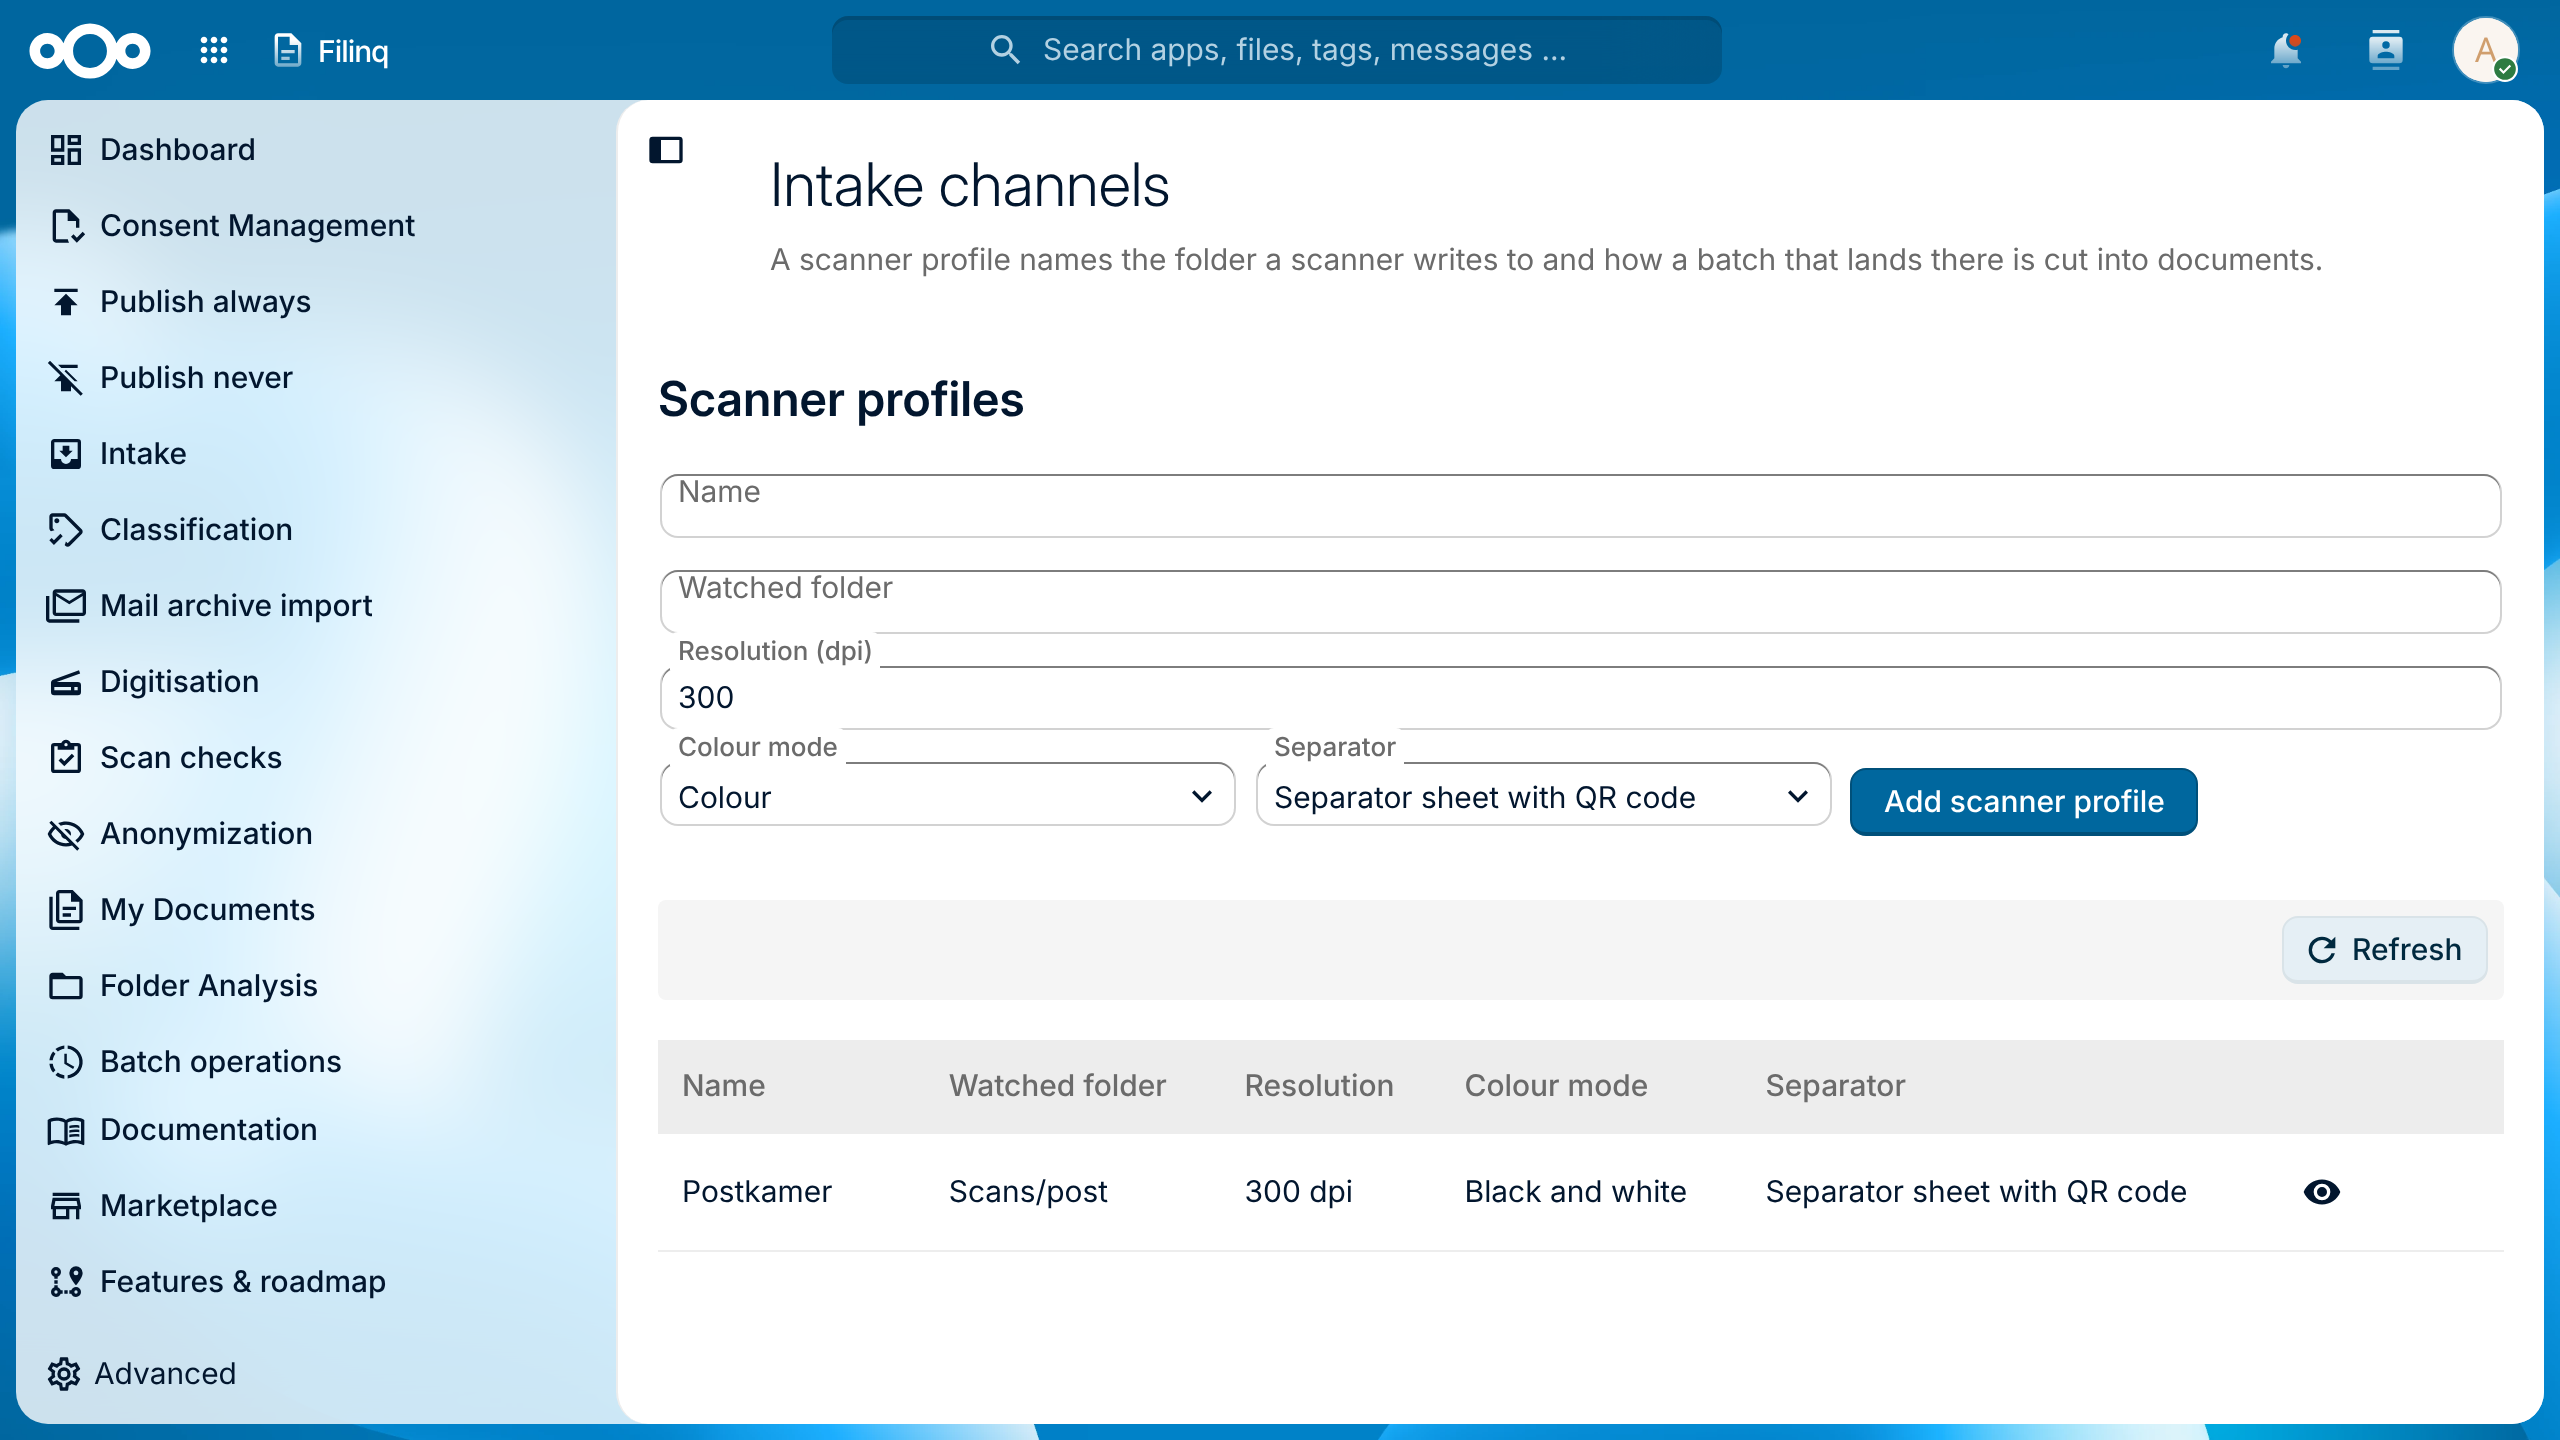 Filinq
Search apps, files, tags, messages ...
A
Dashboard
Consent Management
Publish always
Publish never
Intake
Classification
Mail archive import
Digitisation
Scan checks
Anonymization
My Documents
Folder Analysis
Batch operations
Documentation
Marketplace
Features & roadmap
Advanced
Intake channels
A scanner profile names the folder a scanner writes to and how a batch that lands there is cut into documents.
Scanner profiles
Name
Watched folder
Resolution (dpi)
300
Colour mode Separator
Colour Separator sheet with QR code Add scanner profile
Refresh
Name Watched folder Resolution Colour mode Separator
Postkamer Scans/post 300 dpi Black and white Separator sheet with QR code